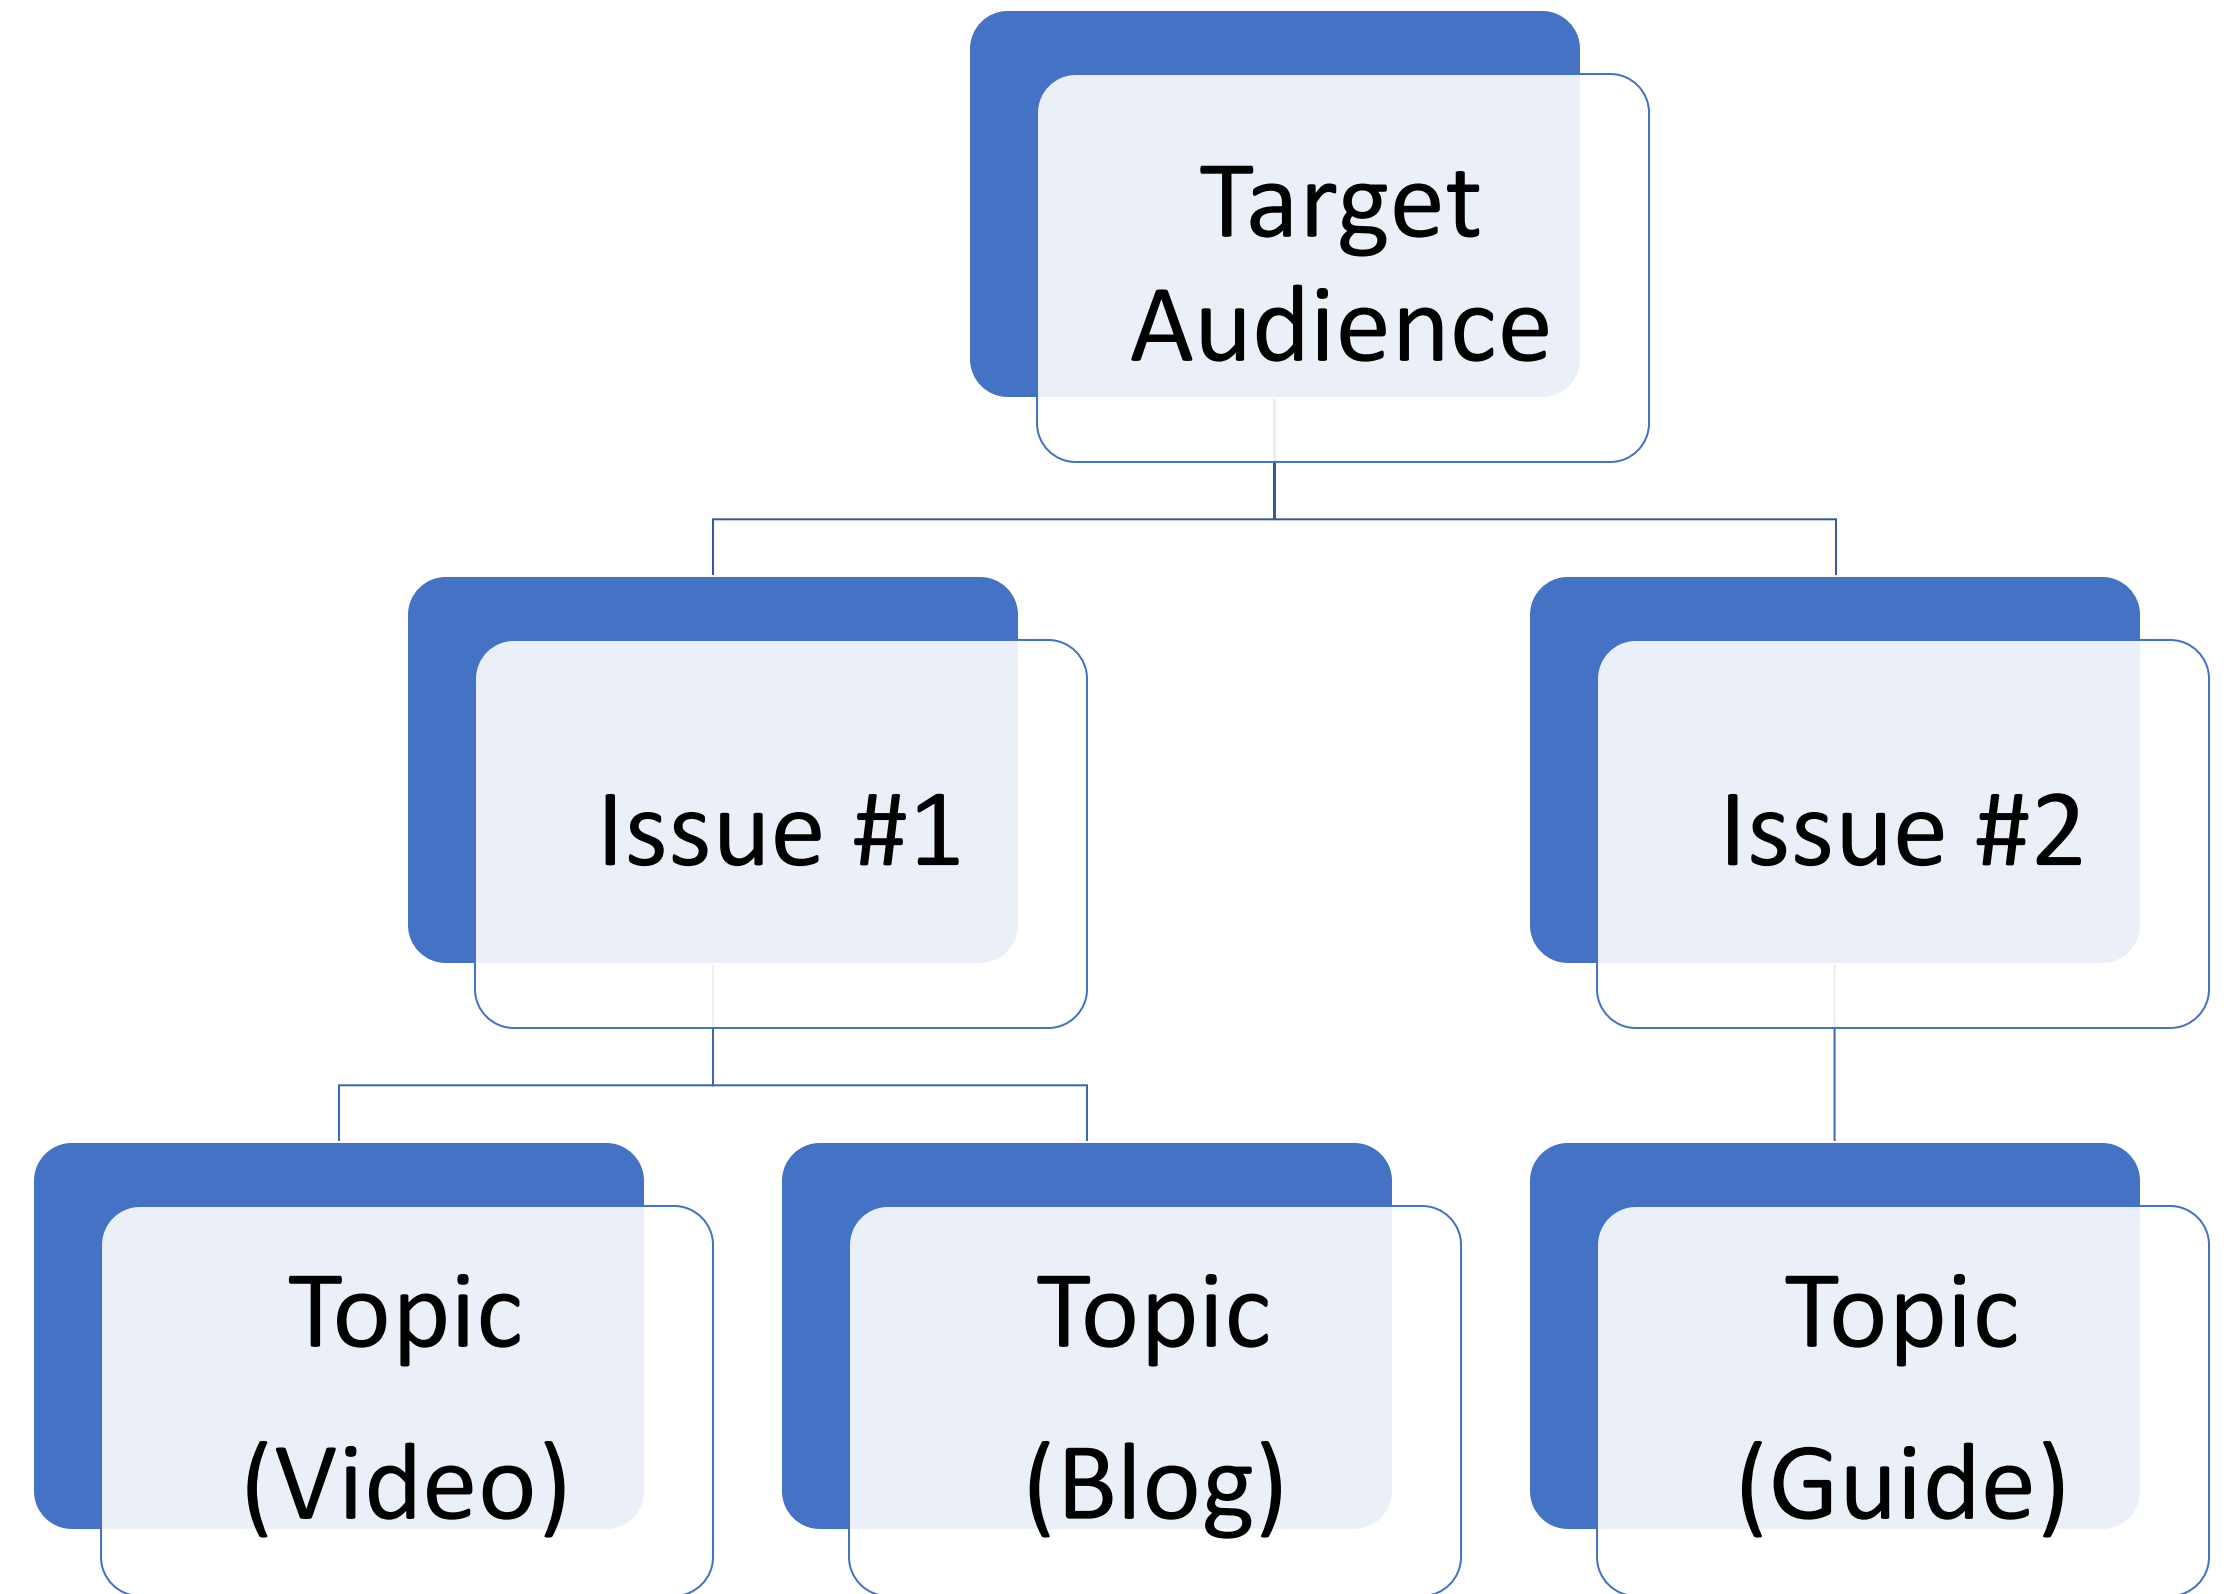 Target
Audience
Issue #1
Issue #2
Topic
(Video)
Topic
(Blog)
Topic
(Guide)